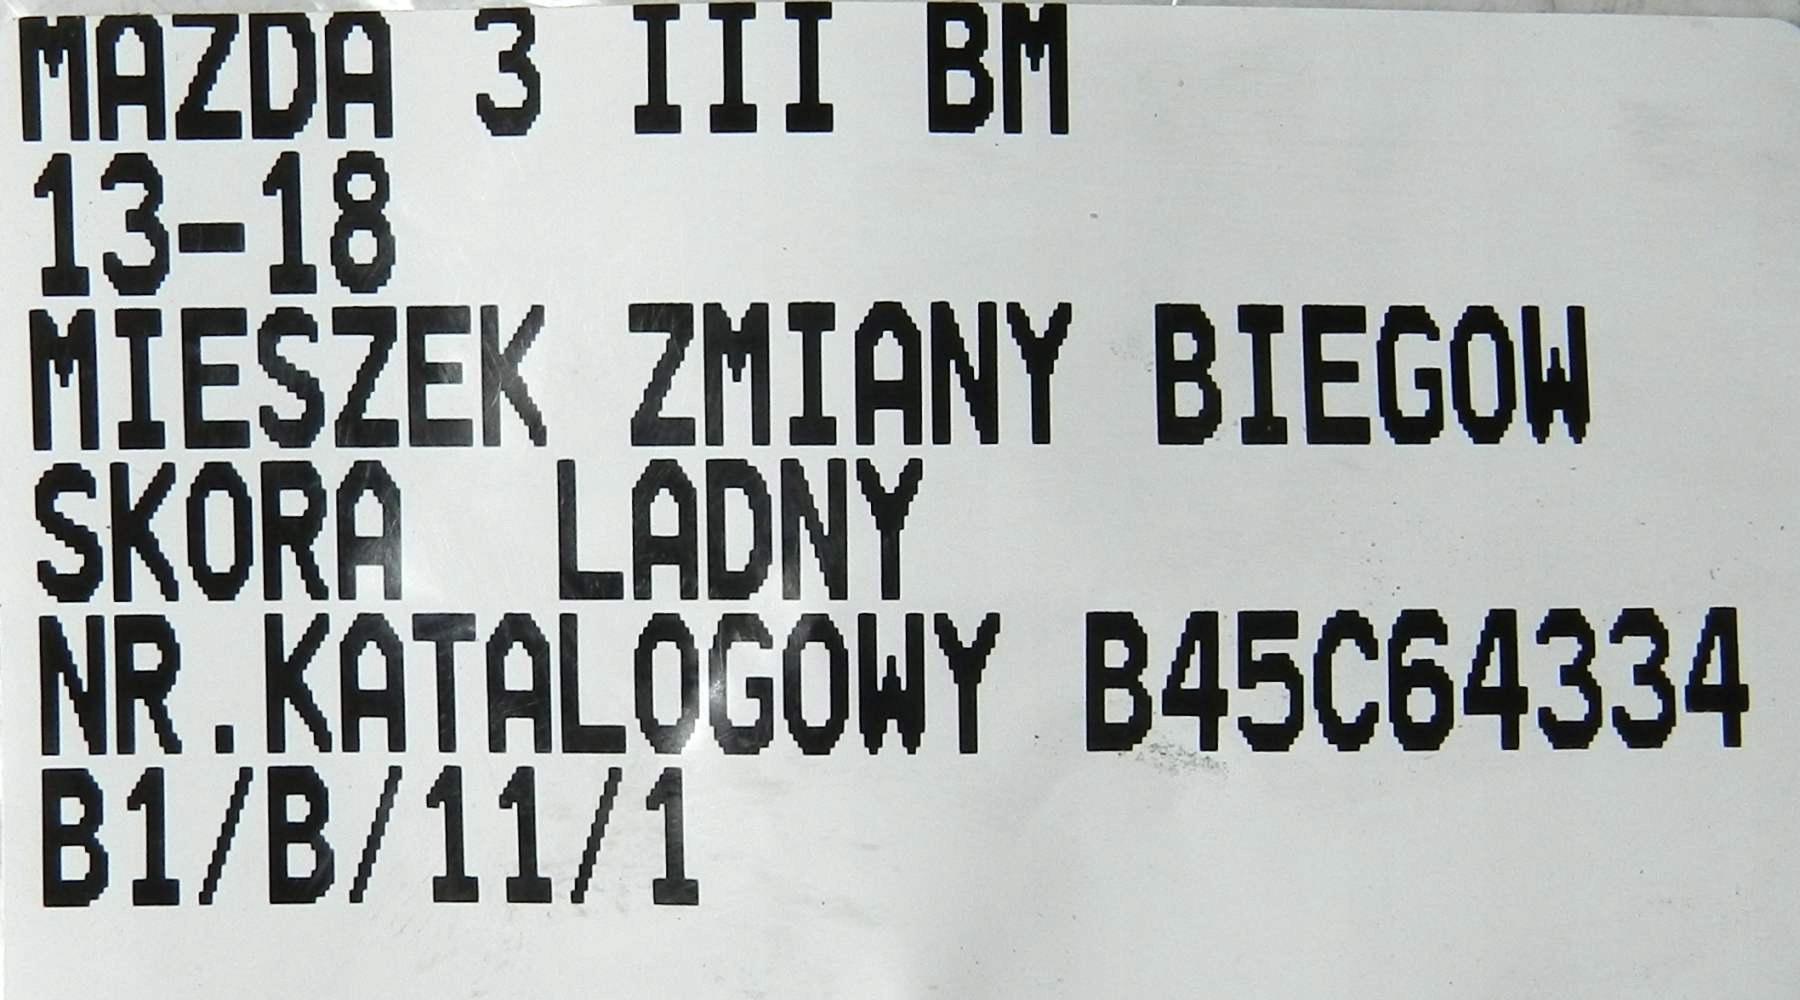 MAZDA 3 III BM
13-18
MIESZEK ZMIANY BIEGOW
SKORA LADNY
NR.KATALOGOWY B45C64334
B1/B/11/1